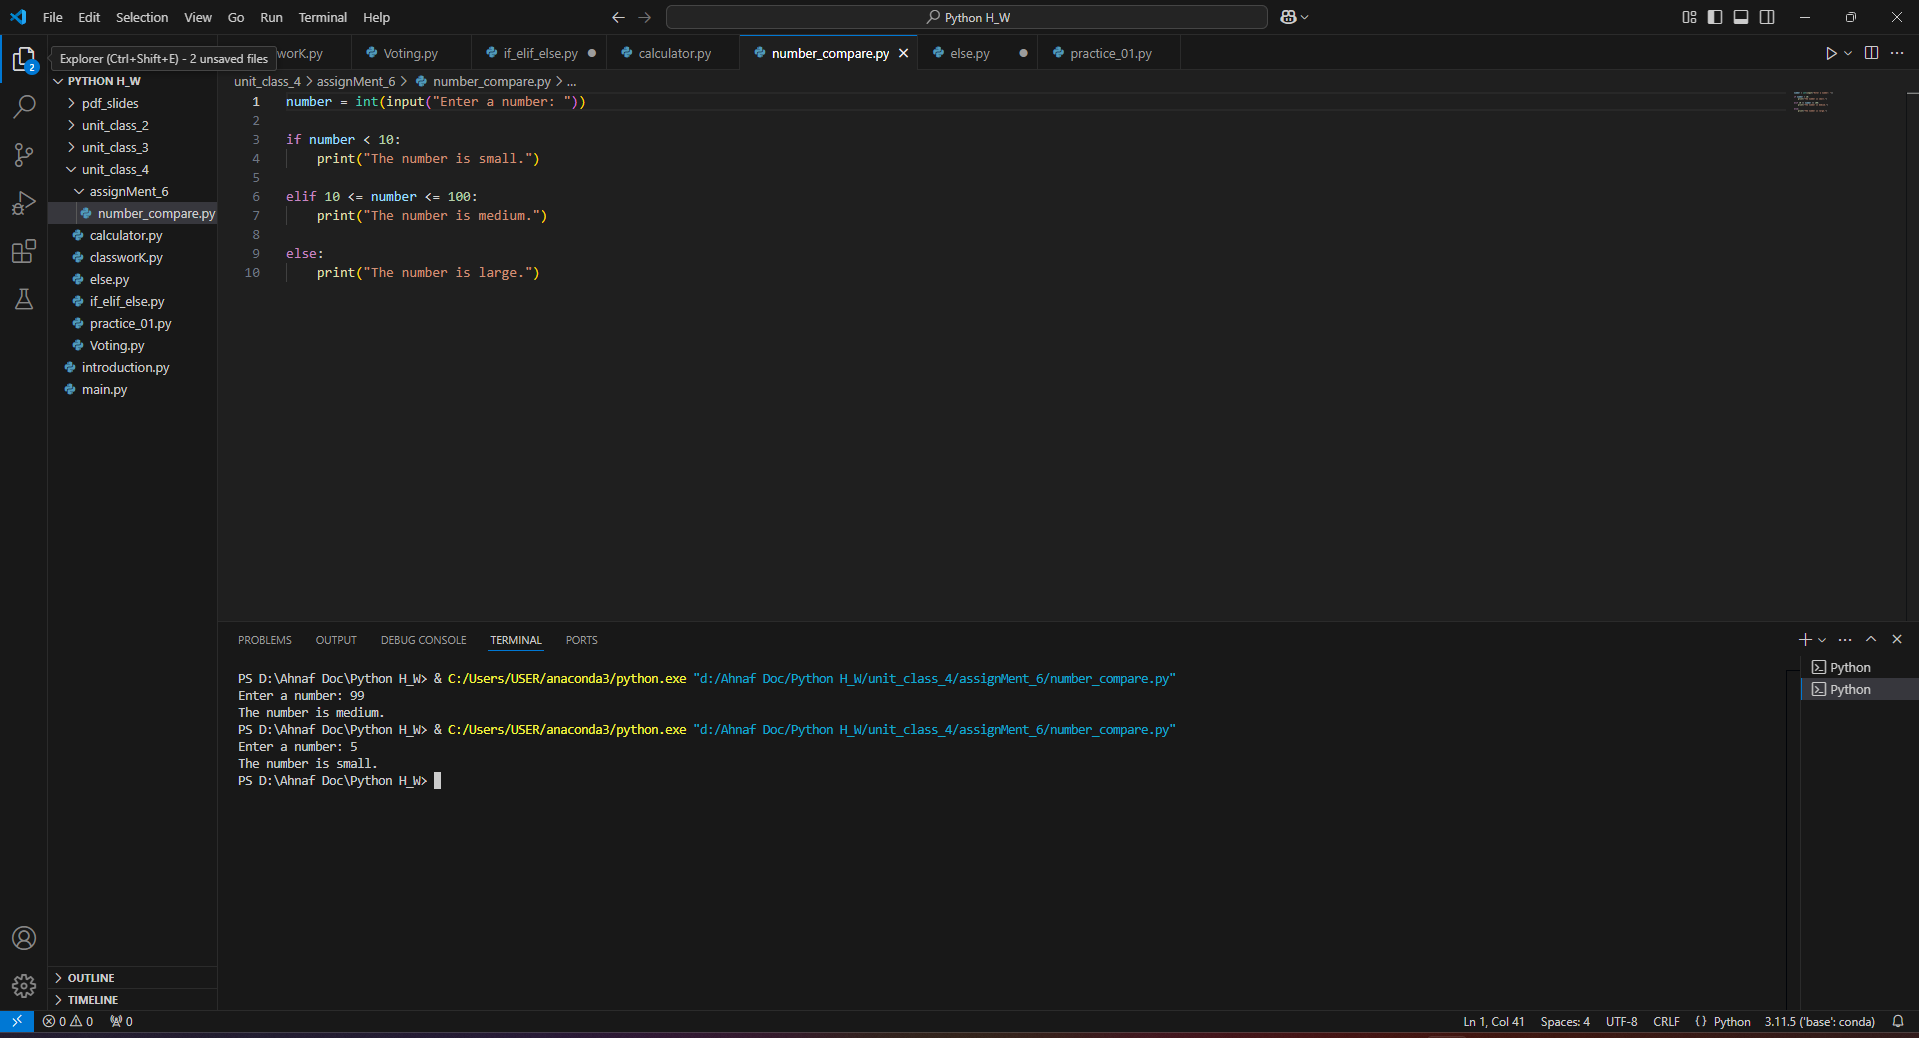 File Edit Selection View Go Run Terminal Help
Python H_W
Explorer (Ctrl+Shift+E) - 2 unsaved files
2
Voting.py
if_elif_else.py
calculator.py
number_compare.py
else.py
practice_01.py
PYTHON H_W
pdf_slides
unit_class_2
unit_class_3
unit_class_4
assignMent_6
number_compare.py
calculator.py
classworK.py
else.py
if_elif_else.py
practice_01.py
Voting.py
introduction.py
main.py
OUTLINE
TIMELINE
unit_class_4 > assignMent_6 > number_compare.py > ...
1 number = int(input("Enter a number: "))
2
3 if number < 10:
4     print("The number is small.")
5
6 elif 10 <= number <= 100:
7     print("The number is medium.")
8
9 else:
10     print("The number is large.")
PROBLEMS OUTPUT DEBUG CONSOLE TERMINAL PORTS
PS D:\Ahnaf Doc\Python H_W> & C:/Users/USER/anaconda3/python.exe "d:/Ahnaf Doc/Python H_W/unit_class_4/assignMent_6/number_compare.py"
Enter a number: 99
The number is medium.
PS D:\Ahnaf Doc\Python H_W> & C:/Users/USER/anaconda3/python.exe "d:/Ahnaf Doc/Python H_W/unit_class_4/assignMent_6/number_compare.py"
Enter a number: 5
The number is small.
PS D:\Ahnaf Doc\Python H_W>
Python
Python
0 0 0
Ln 1, Col 41 Spaces: 4 UTF-8 CRLF {} Python 3.11.5 ('base': conda)